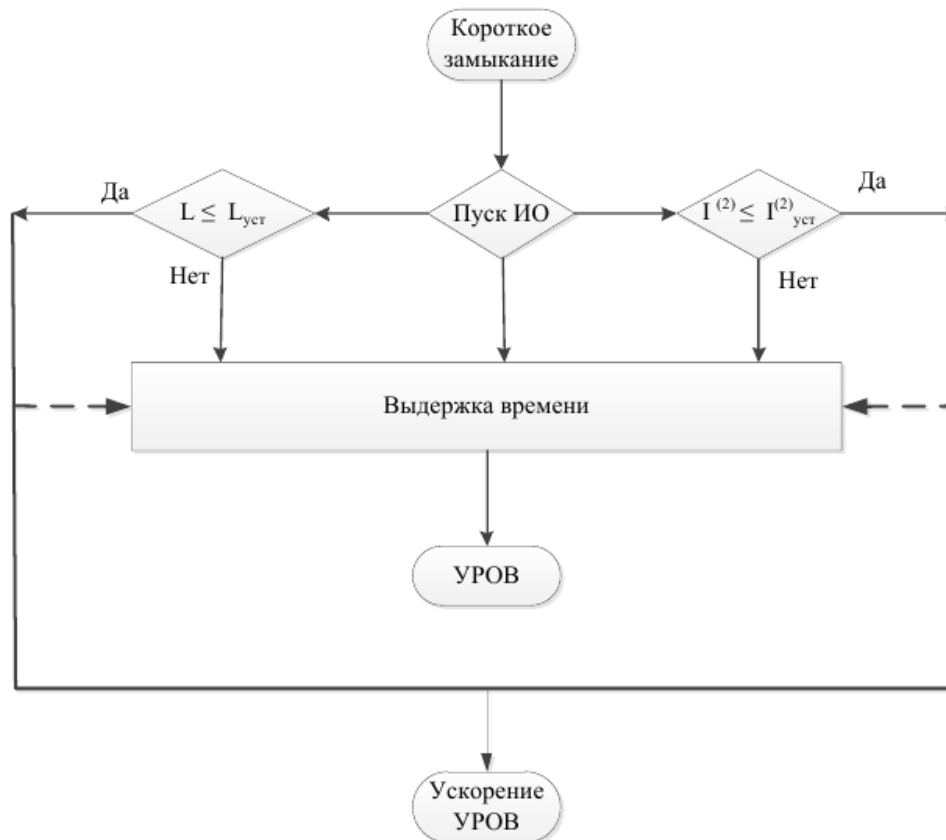 Короткое
замыкание
Да
L ≤ Lуст
Пуск ИО
I (2) ≤ I(2)уст
Да
Нет
Нет
Выдержка времени
УРОВ
Ускорение
УРОВ